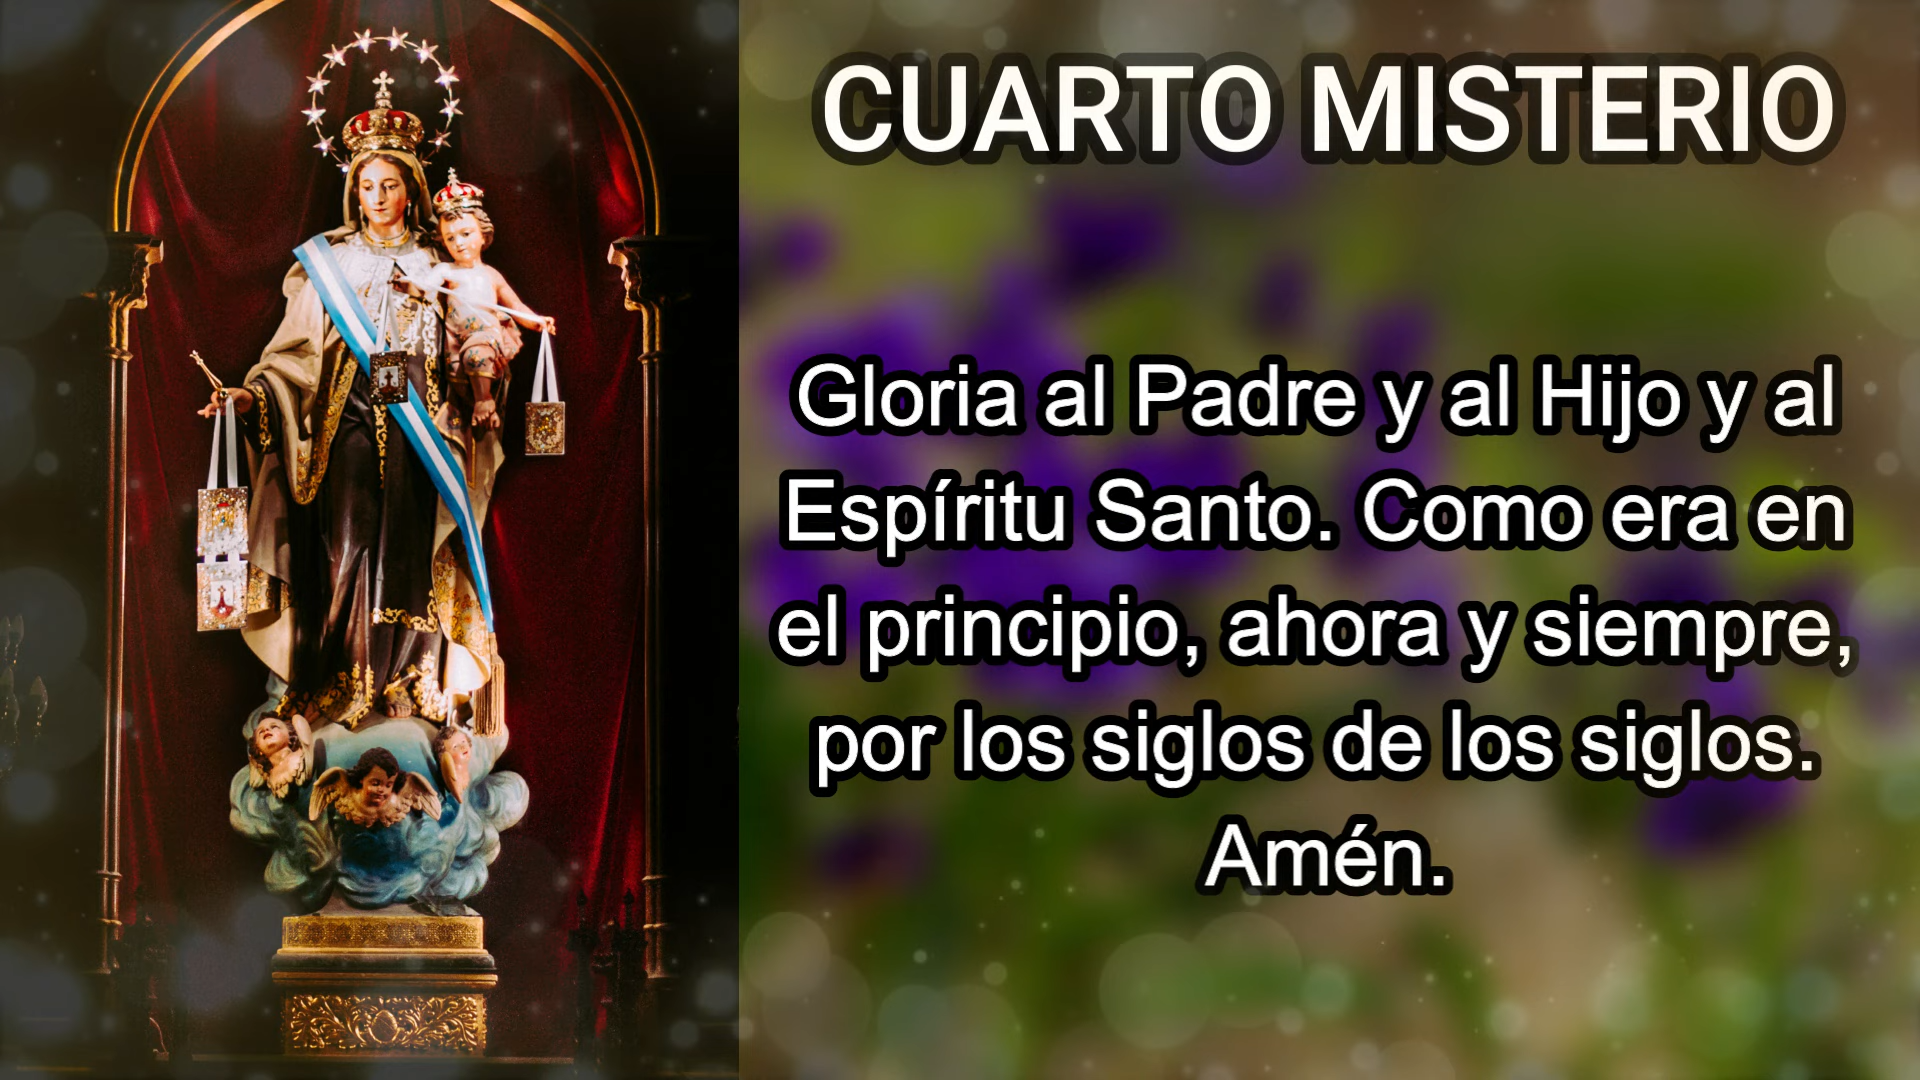 CUARTO MISTERIO
Gloria al Padre y al Hijo y al
Espíritu Santo. Como era en
el principio, ahora y siempre,
por los siglos de los siglos.
Amén.